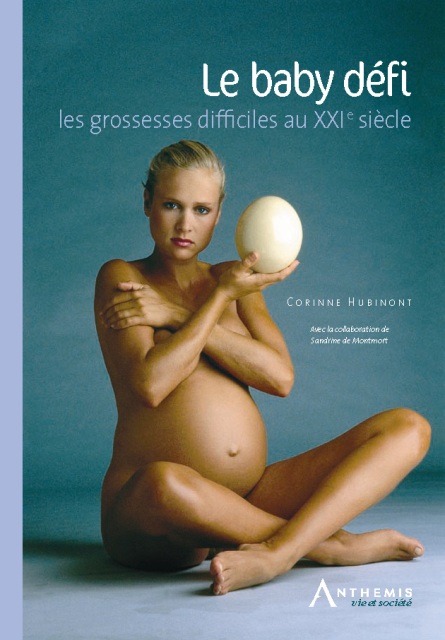 Le baby défi
les grossesses difficiles au XXIe siècle
CORINNE HUBINONT
Avec la collaboration de
Sandrine de Montmort
ANTHEMIS
vie et société